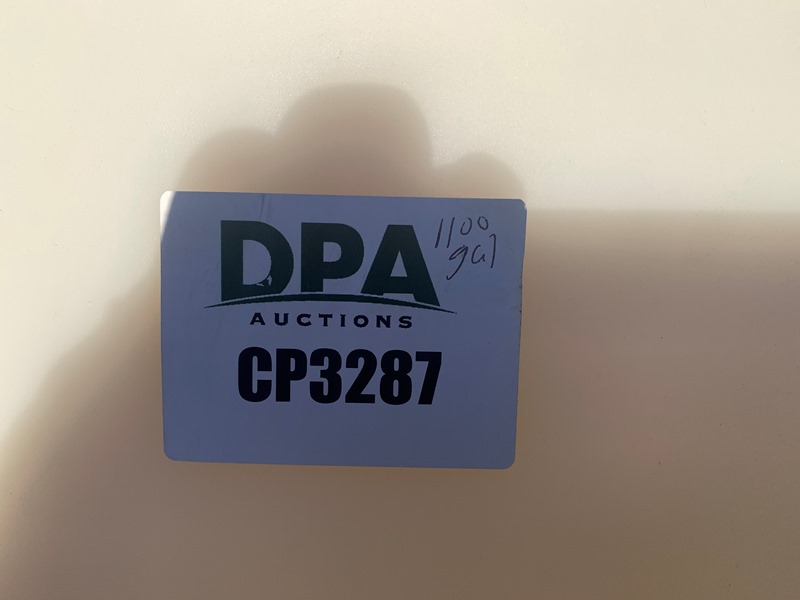 DPA
1100
gal
AUCTIONS
CP3287